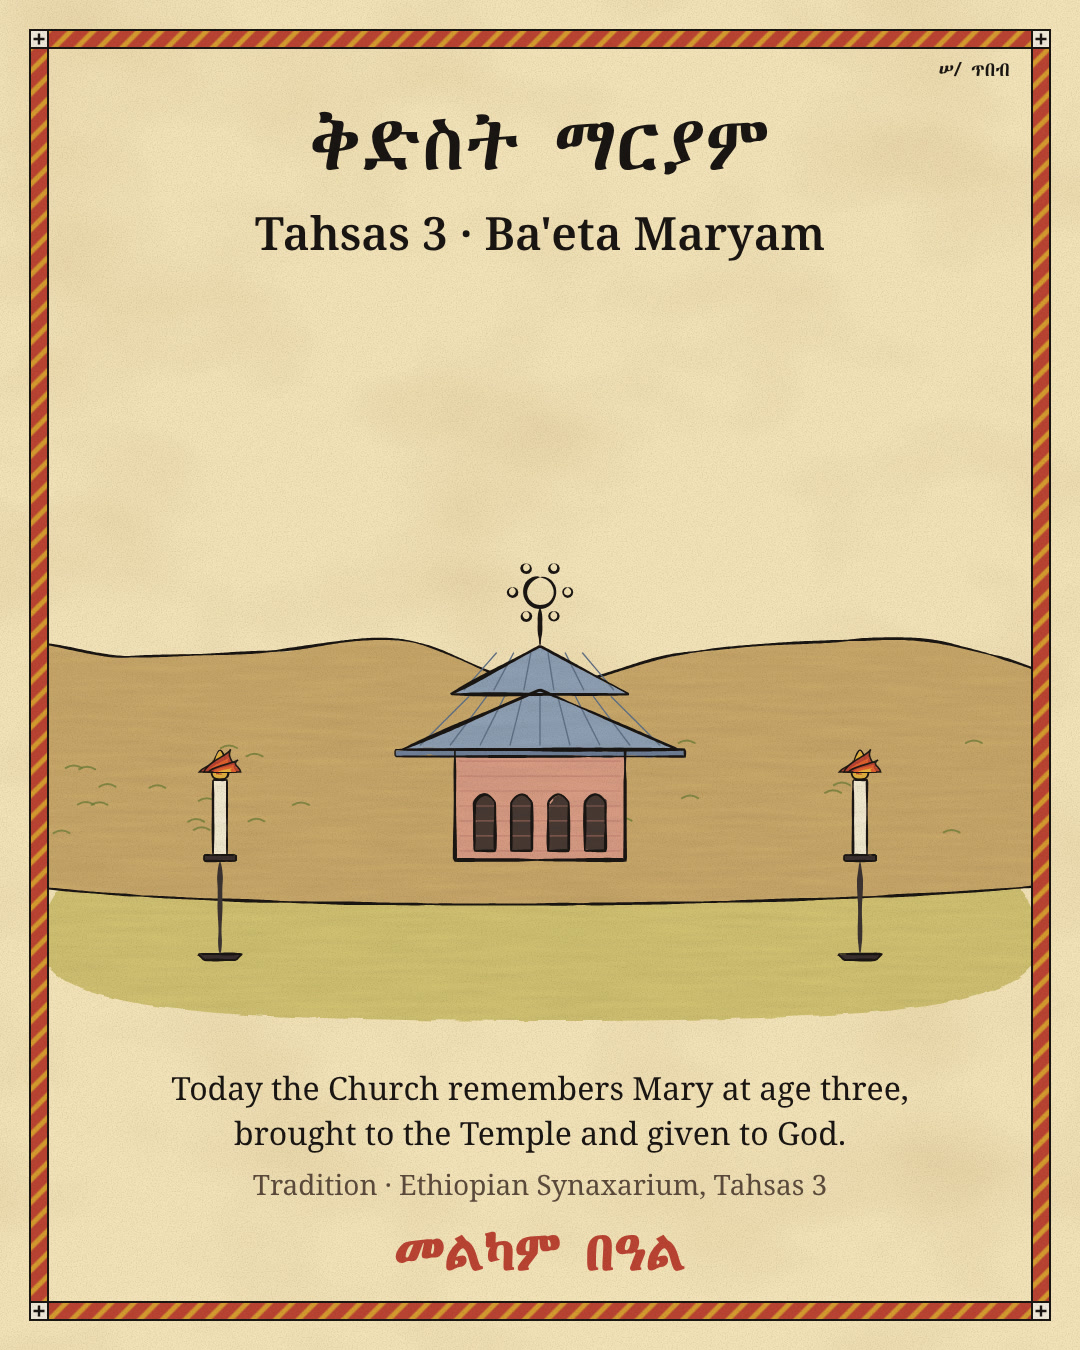 ሠ/ ጥበብ
ቅድስት ማርያም
Tahsas 3 · Ba'eta Maryam
Today the Church remembers Mary at age three,
brought to the Temple and given to God.
Tradition · Ethiopian Synaxarium, Tahsas 3
መልካም በዓል